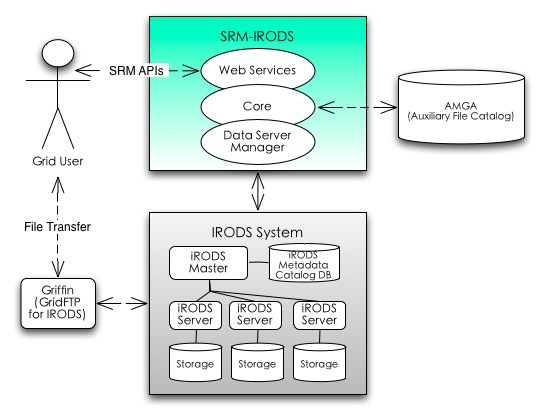 SRM-IRODS
SRM APIs
Web Services
Core
Data Server
Manager
AMGA
(Auxiliary File Catalog)
Grid User
File Transfer
Griffin
(GridFTP
for IRODS)
IRODS System
iRODS
Master
iRODS
Metadata
Catalog DB
iRODS
Server
iRODS
Server
iRODS
Server
Storage
Storage
Storage